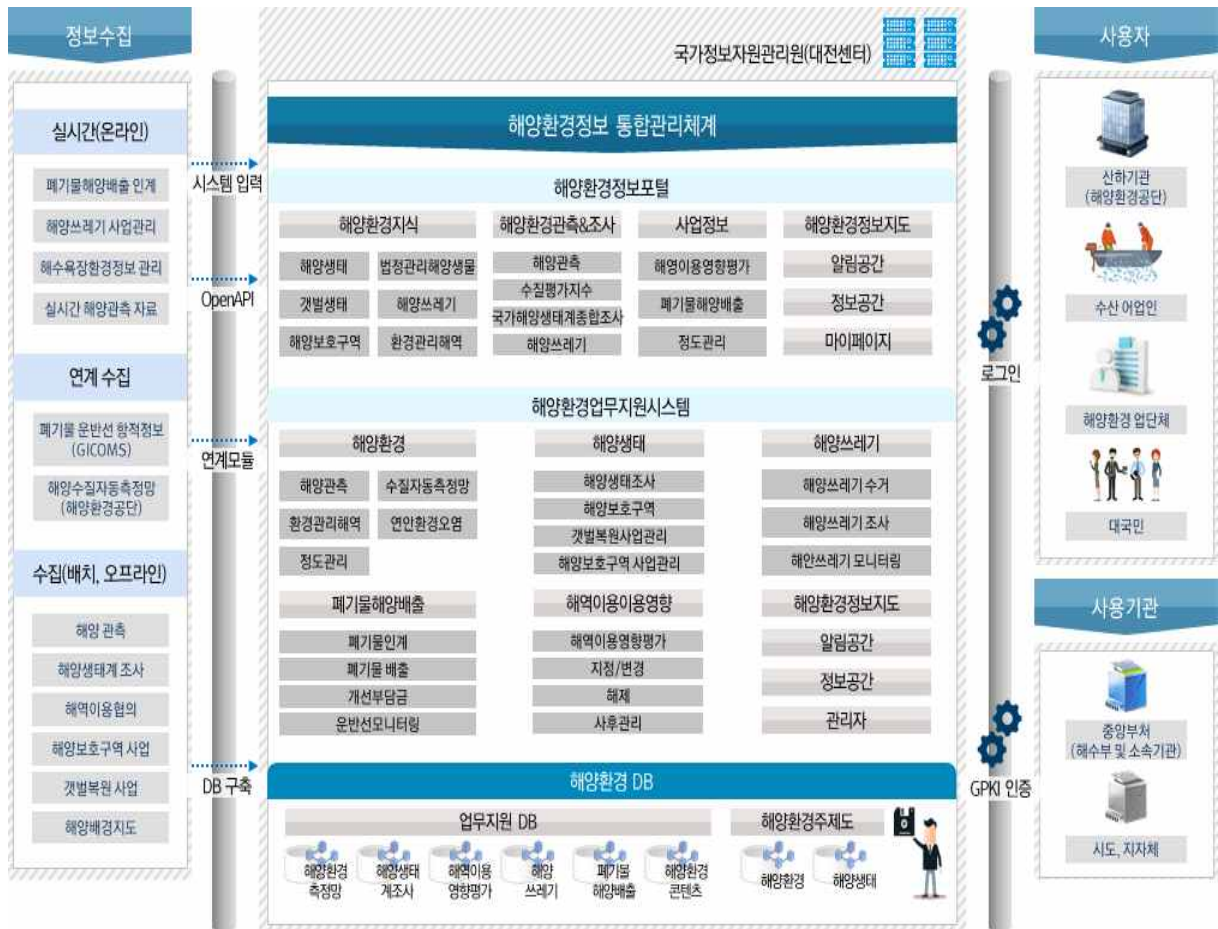 정보수집
실시간(온라인)
폐기물해양배출 인계
해양쓰레기 사업관리
해수욕장환경정보 관리
실시간 해양관측 자료
연계 수집
폐기물 운반선 항적정보
(GICOMS)
해양수질자동측정망
(해양환경공단)
수집(배치, 오프라인)
해양 관측
해양생태계 조사
해역이용협의
해양보호구역 사업
갯벌복원 사업
해양배경지도
시스템 입력
OpenAPI
연계모듈
DB 구축
국가정보자원관리원(대전센터)
해양환경정보 통합관리체계
해양환경정보포털
해양환경지식
해양생태
법정관리해양생물
갯벌생태
해양쓰레기
해양보호구역
환경관리해역
해양환경관측&조사
해양관측
수질평가지수
국가해양생태계종합조사
해양쓰레기
사업정보
해영이용영향평가
폐기물해양배출
정도관리
해양환경정보지도
알림공간
정보공간
마이페이지
해양환경업무지원시스템
해양환경
해양관측
수질자동측정망
환경관리해역
연안환경오염
정도관리
해양생태
해양생태조사
해양보호구역
갯벌복원사업관리
해양보호구역 사업관리
해양쓰레기
해양쓰레기 수거
해양쓰레기 조사
해안쓰레기 모니터링
폐기물해양배출
폐기물인계
폐기물 배출
개선부담금
운반선모니터링
해역이용이용영향
해역이용영향평가
지정/변경
해제
사후관리
해양환경정보지도
알림공간
정보공간
관리자
해양환경 DB
업무지원 DB
해양환경
측정망
해양생태
계조사
해역이용
영향평가
해양
쓰레기
폐기물
해양배출
해양환경
콘텐츠
해양환경주제도
해양환경
해양생태
로그인
GPKI 인증
사용자
산하기관
(해양환경공단)
수산 어업인
해양환경 업단체
대국민
사용기관
중앙부처
(해수부 및 소속기관)
시도, 지자체